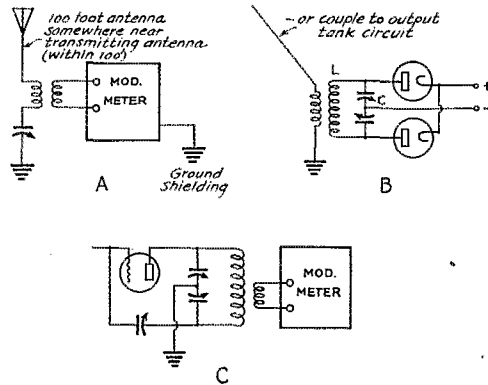 100 foot antenna
somewhere near
transmitting antenna
(within 100')
MOD.
METER
Ground
Shielding
A
- or couple to output
tank circuit
L
C
+
-
B
MOD.
METER
C